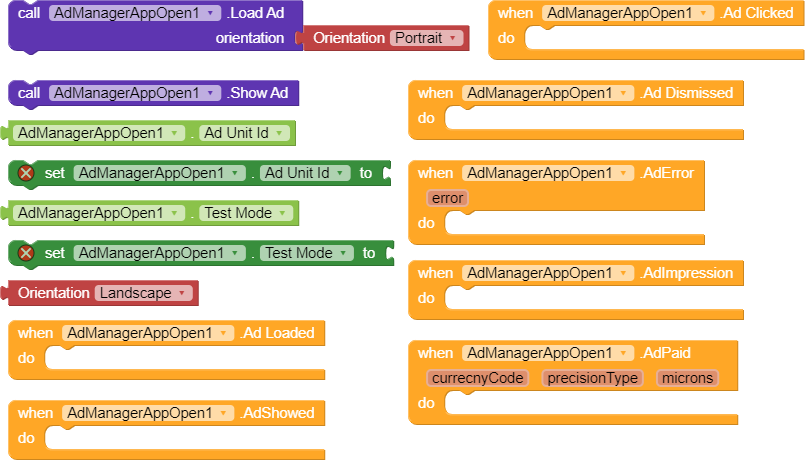 call AdManagerAppOpen1 .Load Ad
orientation Orientation Portrait
call AdManagerAppOpen1 .Show Ad
AdManagerAppOpen1 . Ad Unit Id
set AdManagerAppOpen1 . Ad Unit Id to
AdManagerAppOpen1 . Test Mode
set AdManagerAppOpen1 . Test Mode to
Orientation Landscape
when AdManagerAppOpen1 .Ad Loaded
do
when AdManagerAppOpen1 .AdShowed
do
when AdManagerAppOpen1 .Ad Clicked
do
when AdManagerAppOpen1 .Ad Dismissed
do
when AdManagerAppOpen1 .AdError
error
do
when AdManagerAppOpen1 .AdImpression
do
when AdManagerAppOpen1 .AdPaid
currecnyCode precisionType microns
do